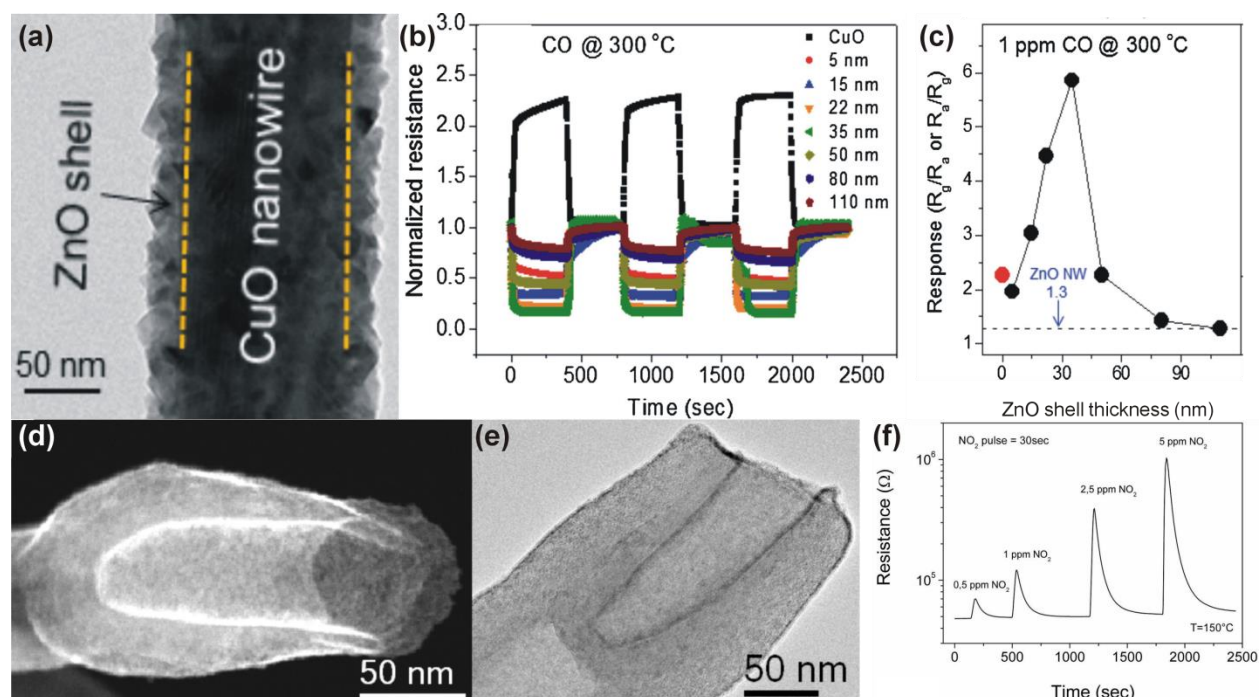 (a)
ZnO shell
CuO nanowire
50 nm
(b)
CO @ 300 °C
CuO
5 nm
15 nm
22 nm
35 nm
50 nm
80 nm
110 nm
Normalized resistance
3.0
2.5
2.0
1.5
1.0
0.5
0.0
0 500 1000 1500 2000 2500
Time (sec)
(c)
1 ppm CO @ 300 °C
Response (Rg/Ra or Ra/Rg)
6
5
4
3
2
1
ZnO NW
1.3
0 30 60 90
ZnO shell thickness (nm)
(d)
50 nm
(e)
50 nm
(f)
NO₂ pulse = 30sec
5 ppm NO₂
2,5 ppm NO₂
1 ppm NO₂
0,5 ppm NO₂
T=150°C
Resistance (Ω)
10⁶
10⁵
0 500 1000 1500 2000 2500
Time (sec)